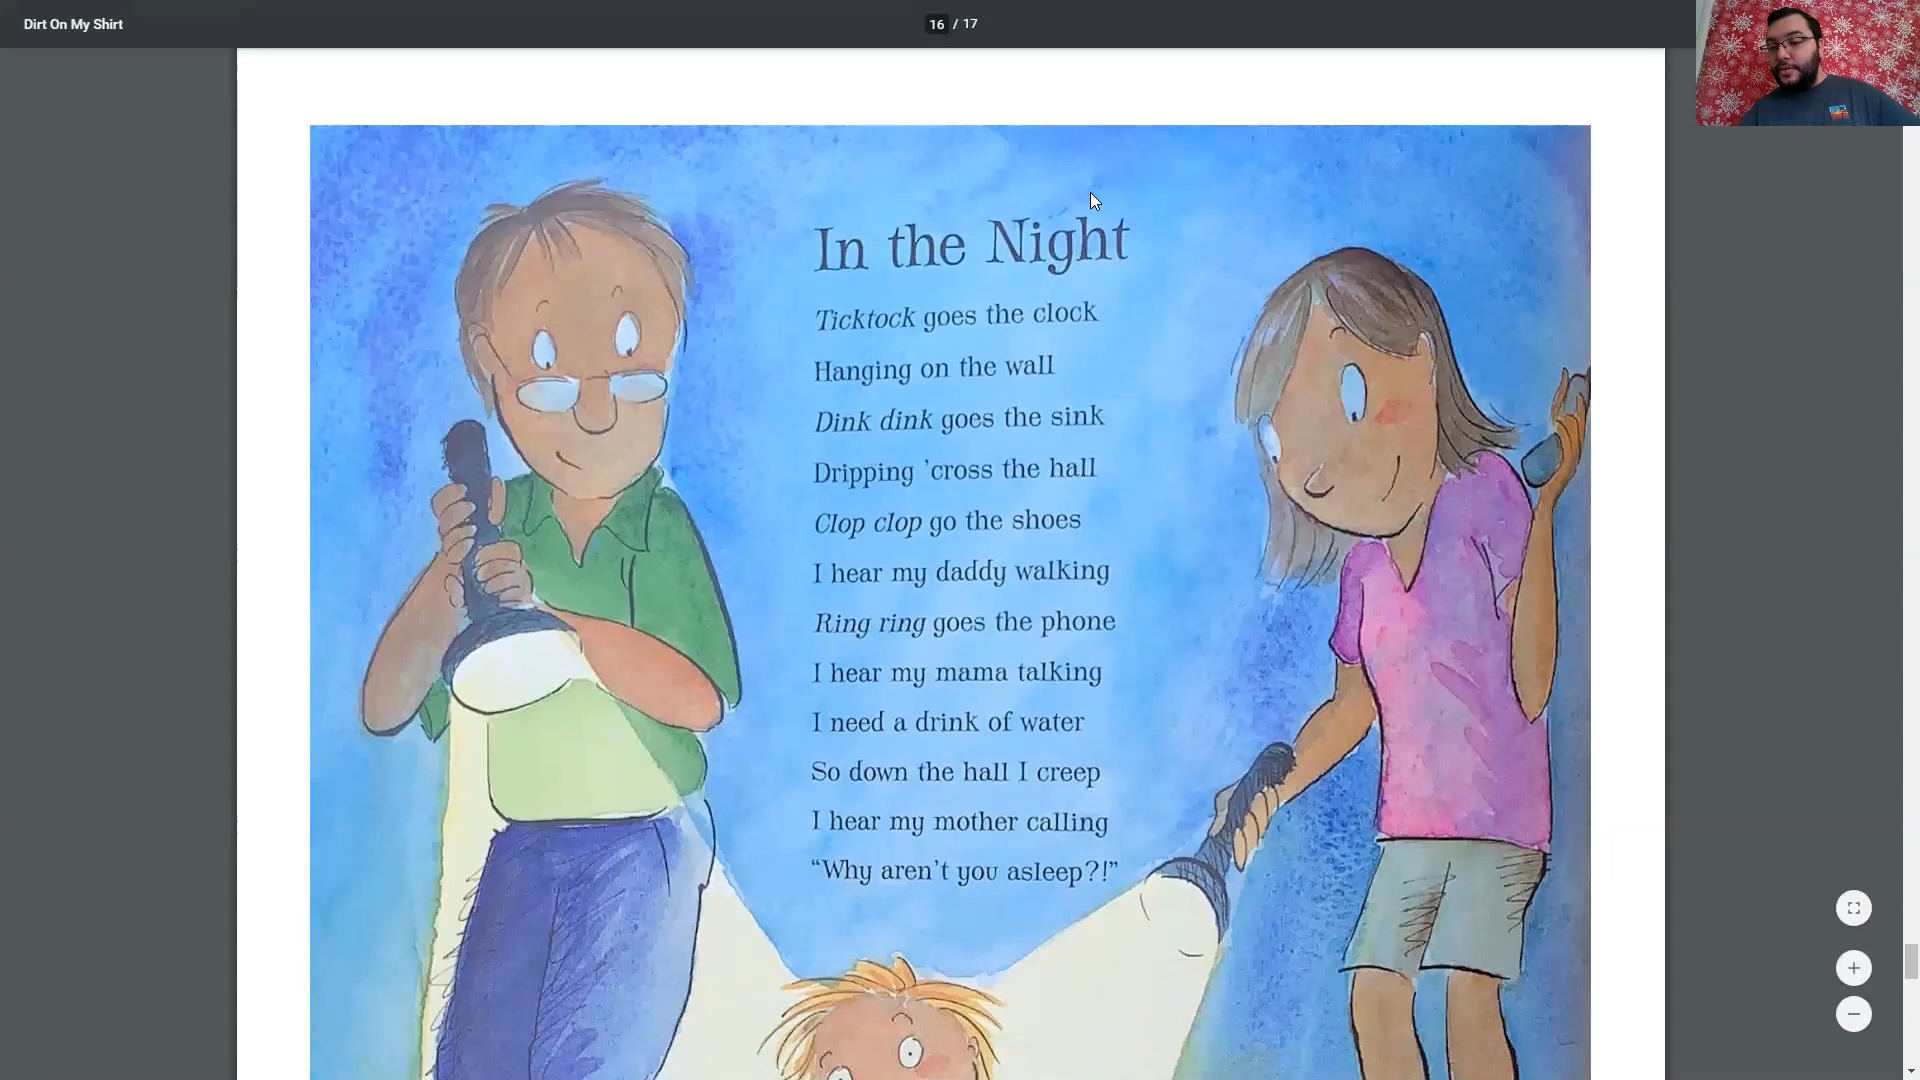 Dirt On My Shirt
16 / 17
In the Night
Ticktock goes the clock
Hanging on the wall
Dink dink goes the sink
Dripping ’cross the hall
Clop clop go the shoes
I hear my daddy walking
Ring ring goes the phone
I hear my mama talking
I need a drink of water
So down the hall I creep
I hear my mother calling
“Why aren’t you asleep?!”